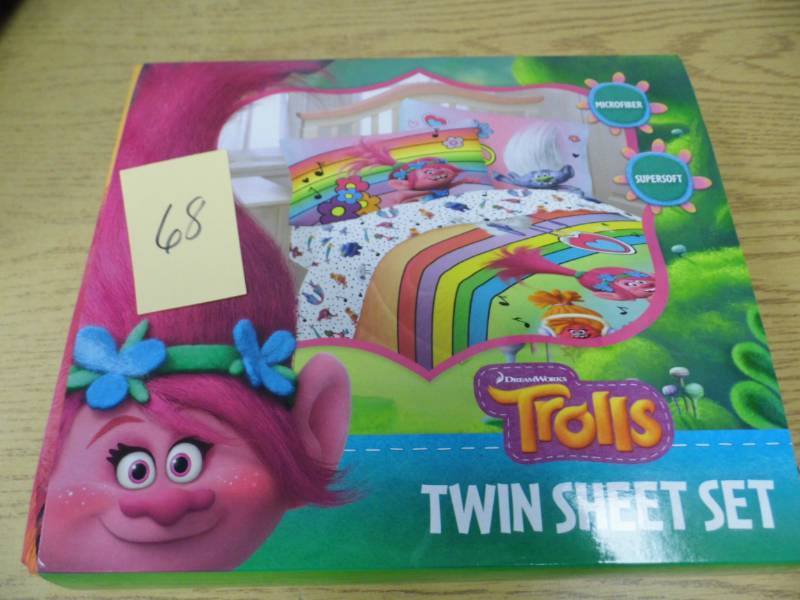 MICROFIBER
SUPERSOFT
68
DREAMWORKS
Trolls
TWIN SHEET SET